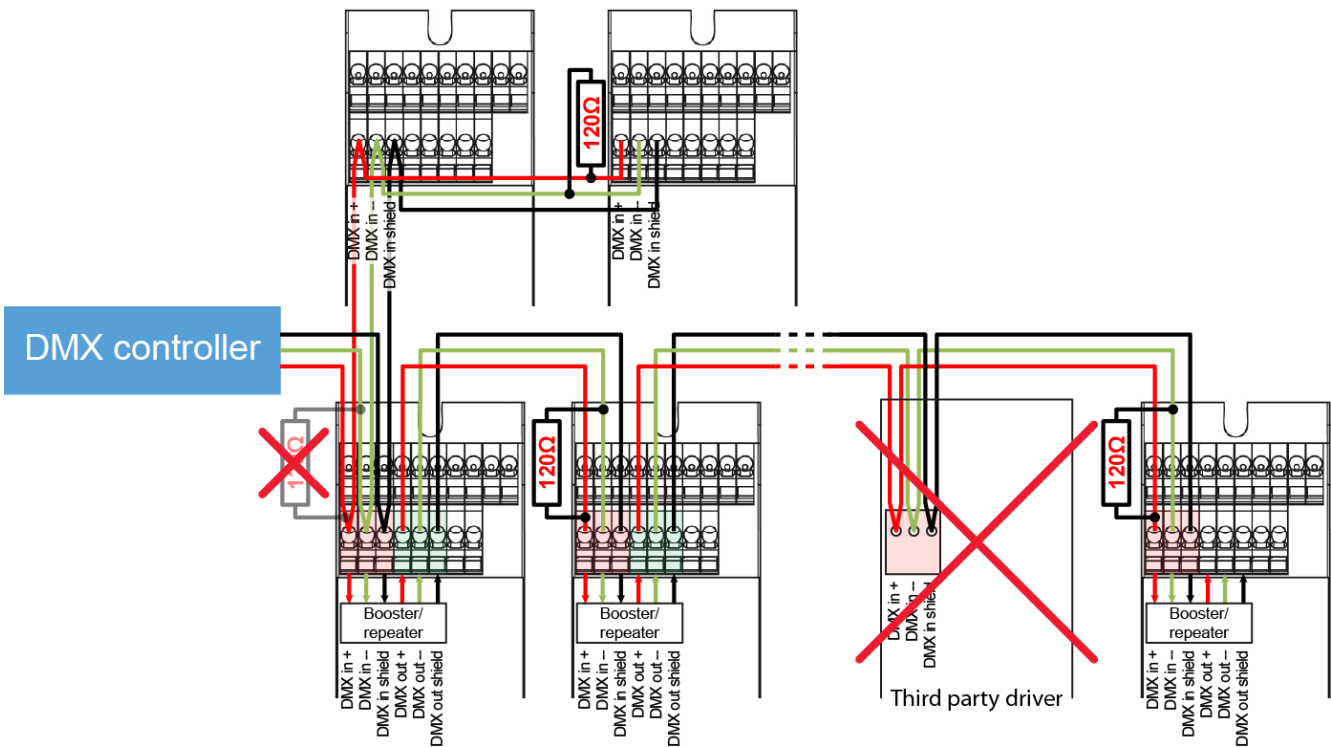 120Ω
DMX in +
DMX in –
DMX in shield
DMX in +
DMX in –
DMX in shield
DMX controller
120Ω
120Ω
DMX in +
DMX in –
DMX in shield
Third party driver
Booster/
repeater
Booster/
repeater
Booster/
repeater
DMX in +
DMX in –
DMX in shield
DMX out +
DMX out –
DMX out shield
DMX in +
DMX in –
DMX in shield
DMX out +
DMX out –
DMX out shield
DMX in +
DMX in –
DMX in shield
DMX out +
DMX out –
DMX out shield